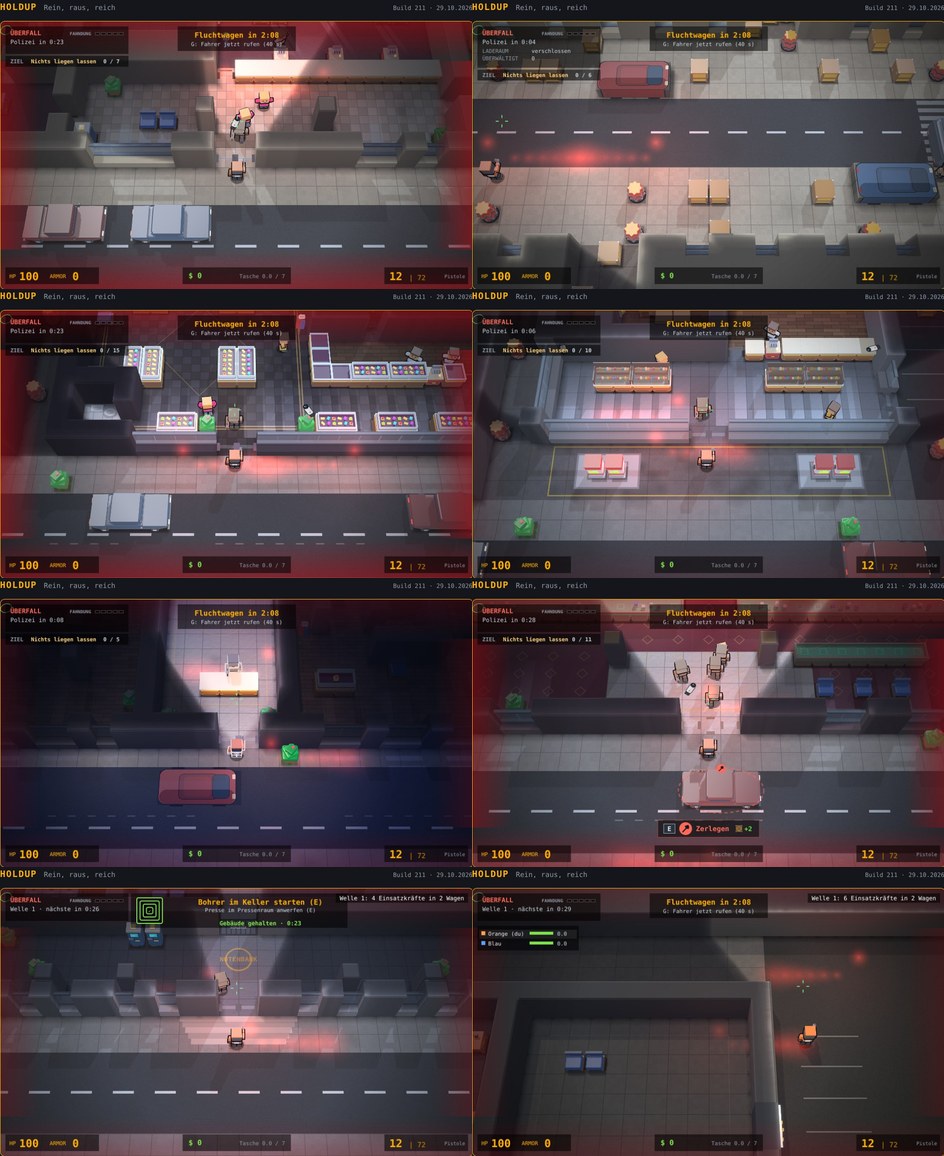 HOLDUP Rein, raus, reich Build 211 - 29.10.2026
ÜBERFALL FAHNDUNG
Polizei in 0:23
ZIEL Nichts liegen lassen 0 / 7
Fluchtwagen in 2:08
G: Fahrer jetzt rufen (40 s)
HP 100 ARMOR 0 $ 0 Tasche 0.0 / 7 12 | 72 Pistole
HOLDUP Rein, raus, reich Build 211 - 29.10.2026
ÜBERFALL FAHNDUNG
Polizei in 0:04
LADERAUM verschlossen
ÜBERWÄLTIGT 0
ZIEL Nichts liegen lassen 0 / 6
Fluchtwagen in 2:08
G: Fahrer jetzt rufen (40 s)
HP 100 ARMOR 0 $ 0 Tasche 0.0 / 7 12 | 72 Pistole
HOLDUP Rein, raus, reich Build 211 - 29.10.2026
ÜBERFALL FAHNDUNG
Polizei in 0:23
ZIEL Nichts liegen lassen 0 / 15
Fluchtwagen in 2:08
G: Fahrer jetzt rufen (40 s)
HP 100 ARMOR 0 $ 0 Tasche 0.0 / 7 12 | 72 Pistole
HOLDUP Rein, raus, reich Build 211 - 29.10.2026
ÜBERFALL FAHNDUNG
Polizei in 0:06
ZIEL Nichts liegen lassen 0 / 10
Fluchtwagen in 2:08
G: Fahrer jetzt rufen (40 s)
HP 100 ARMOR 0 $ 0 Tasche 0.0 / 7 12 | 72 Pistole
HOLDUP Rein, raus, reich Build 211 - 29.10.2026
ÜBERFALL FAHNDUNG
Polizei in 0:08
ZIEL Nichts liegen lassen 0 / 5
Fluchtwagen in 2:08
G: Fahrer jetzt rufen (40 s)
HP 100 ARMOR 0 $ 0 Tasche 0.0 / 7 12 | 72 Pistole
HOLDUP Rein, raus, reich Build 211 - 29.10.2026
ÜBERFALL FAHNDUNG
Polizei in 0:20
ZIEL Nichts liegen lassen 0 / 11
Fluchtwagen in 2:08
G: Fahrer jetzt rufen (40 s)
E Zerlegen +2
HP 100 ARMOR 0 $ 0 Tasche 0.0 / 7 12 | 72 Pistole
HOLDUP Rein, raus, reich Build 211 - 29.10.2026
ÜBERFALL FAHNDUNG
Welle 1 · nächste in 0:26
Bohrer im Keller starten (E)
Presse im Pressenraum anwerfen (E)
Gebäude gehalten · 0:23
Welle 1: 4 Einsatzkräfte in 2 Wagen
HP 100 ARMOR 0 $ 0 Tasche 0.0 / 7 12 | 72 Pistole
HOLDUP Rein, raus, reich Build 211 - 29.10.2026
ÜBERFALL FAHNDUNG
Welle 1 · nächste in 0:29
Fluchtwagen in 2:08
G: Fahrer jetzt rufen (40 s)
Welle 1: 6 Einsatzkräfte in 2 Wagen
Orange (du) 0.0
Blau 0.0
HP 100 ARMOR 0 $ 0 Tasche 0.0 / 7 12 | 72 Pistole